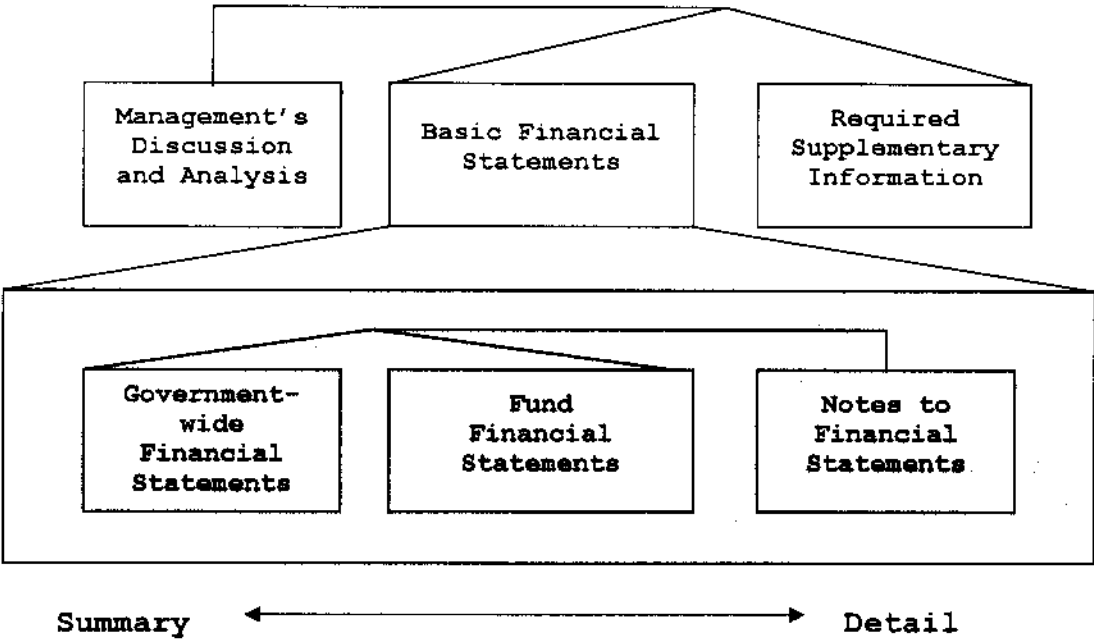 Management's
Discussion
and Analysis
Basic Financial
Statements
Required
Supplementary
Information
Government-
wide
Financial
Statements
Fund
Financial
Statements
Notes to
Financial
Statements
Summary
Detail